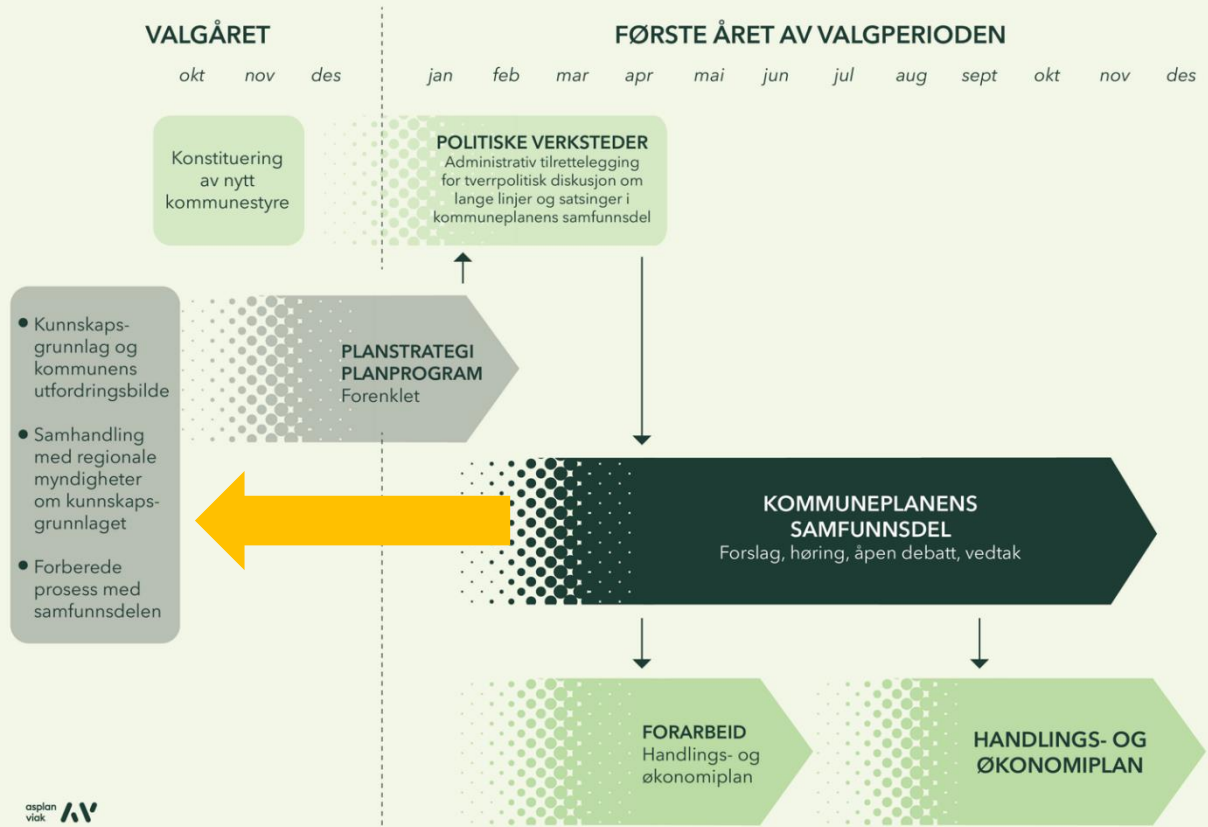 VALGÅRET
FØRSTE ÅRET AV VALGPERIODEN
okt nov des jan feb mar apr mai jun jul aug sept okt nov des
Konstituering
av nytt
kommunestyre
POLITISKE VERKSTEDER
Administrativ tilrettelegging
for tverrpolitisk diskusjon om
lange linjer og satsinger i
kommuneplanens samfunnsdel
• Kunnskaps-
grunnlag og
kommunens
utfordringsbilde
• Samhandling
med regionale
myndigheter
om kunnskaps-
grunnlaget
• Forberede
prosess med
samfunnsdelen
PLANSTRATEGI
PLANPROGRAM
Forenklet
KOMMUNEPLANENS
SAMFUNNSDEL
Forslag, høring, åpen debatt, vedtak
FORARBEID
Handlings- og
økonomiplan
HANDLINGS- OG
ØKONOMIPLAN
asplan
viak